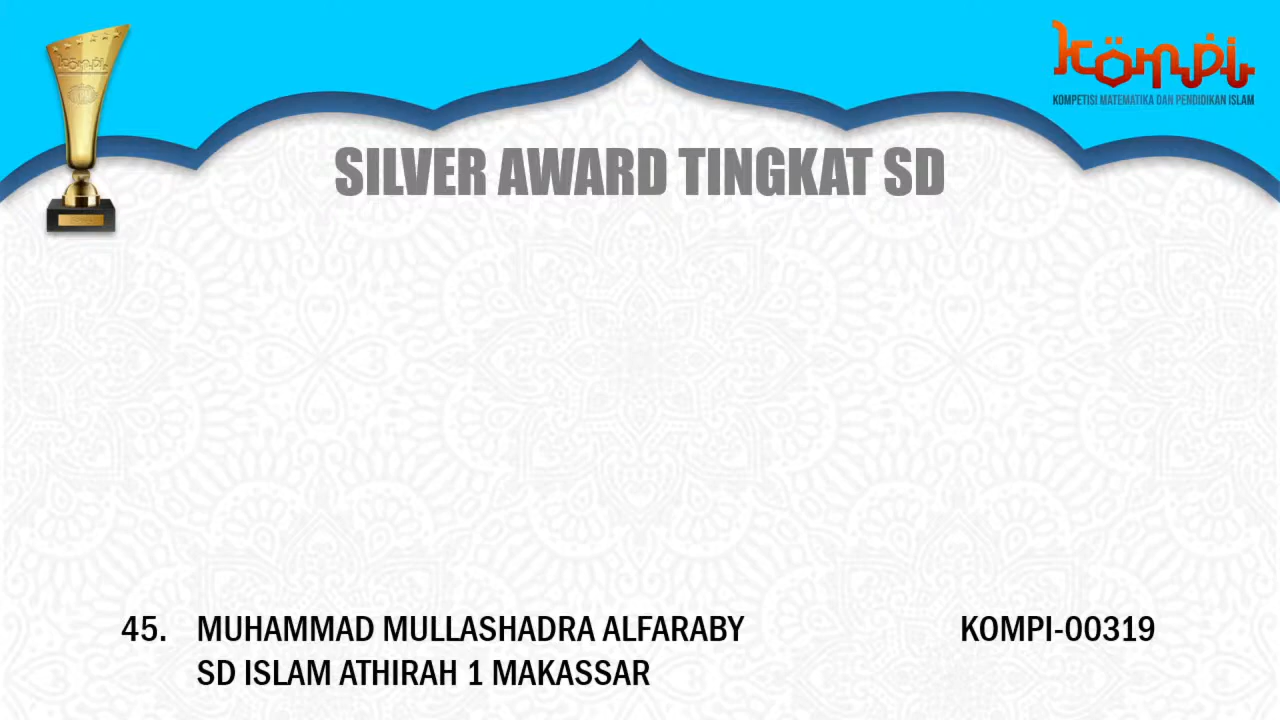 kömpi
KOMPETISI MATEMATIKA DAN PENDIDIKAN ISLAM
SILVER AWARD TINGKAT SD
45. MUHAMMAD MULLASHADRA ALFARABY KOMPI-00319
SD ISLAM ATHIRAH 1 MAKASSAR